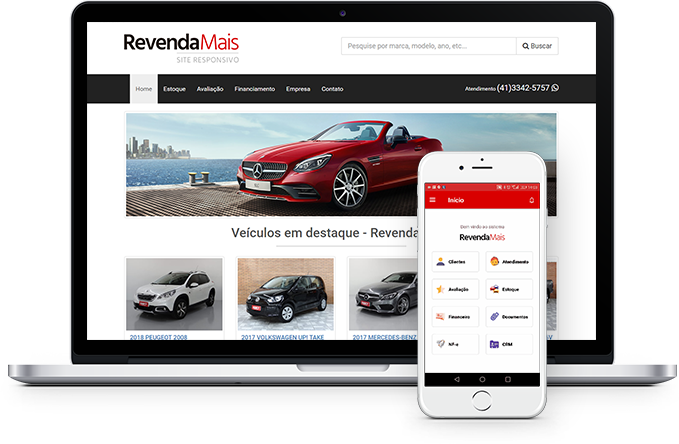 RevendaMais
SITE RESPONSIVO
Pesquise por marca, modelo, ano, etc...
Buscar
Home
Estoque
Avaliação
Financiamento
Empresa
Contato
Atendimento (41)3342-5757
Veículos em destaque - Revenda
2018 PEUGEOT 2008
2017 VOLKSWAGEN UP! TAKE
2017 MERCEDES-BENZ
Início
Bem vindo ao sistema
RevendaMais
Clientes
Atendimento
Avaliação
Estoque
Financeiro
Documentos
NF-e
CRM